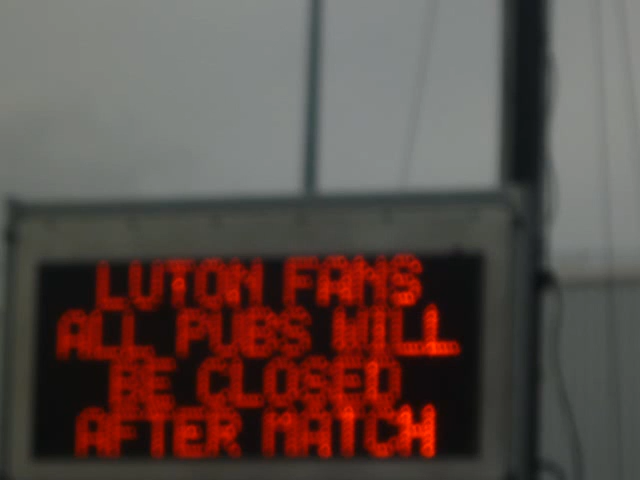 LUTON FANS
ALL PUBS WILL
BE CLOSED
AFTER MATCH